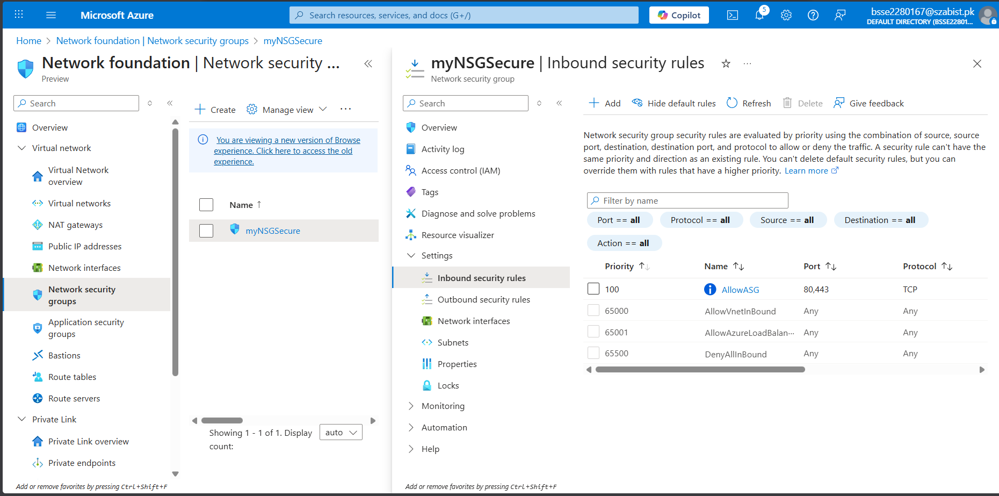 Microsoft Azure
Search resources, services, and docs (G+/)
Copilot
5
bsse2280167@szabist.pk
DEFAULT DIRECTORY (BSSE22801...
Home > Network foundation | Network security groups > myNSGSecure
Network foundation | Network security ...
Preview
Search
Overview
Virtual network
Virtual Network
overview
Virtual networks
NAT gateways
Public IP addresses
Network interfaces
Network security
groups
Application security
groups
Bastions
Route tables
Route servers
Private Link
Private Link overview
Private endpoints
Add or remove favorites by pressing Ctrl+Shift+F
Create
Manage view
...
You are viewing a new version of Browse
experience. Click here to access the old
experience.
Name ↑
myNSGSecure
Showing 1 - 1 of 1. Display
count:
auto
myNSGSecure | Inbound security rules
...
Network security group
Search
Overview
Activity log
Access control (IAM)
Tags
Diagnose and solve problems
Resource visualizer
Settings
Inbound security rules
Outbound security rules
Network interfaces
Subnets
Properties
Locks
Monitoring
Automation
Help
Add or remove favorites by pressing Ctrl+Shift+F
Add
Hide default rules
Refresh
Delete
Give feedback
Network security group security rules are evaluated by priority using the combination of source, source
port, destination, destination port, and protocol to allow or deny the traffic. A security rule can't have the
same priority and direction as an existing rule. You can't delete default security rules, but you can
override them with rules that have a higher priority. Learn more
Filter by name
Port == all
Protocol == all
Source == all
Destination == all
Action == all
Priority ↑↓ Name ↑↓ Port ↑↓ Protocol ↑↓
100 AllowASG 80,443 TCP
65000 AllowVnetInBound Any Any
65001 AllowAzureLoadBalan··· Any Any
65500 DenyAllInBound Any Any